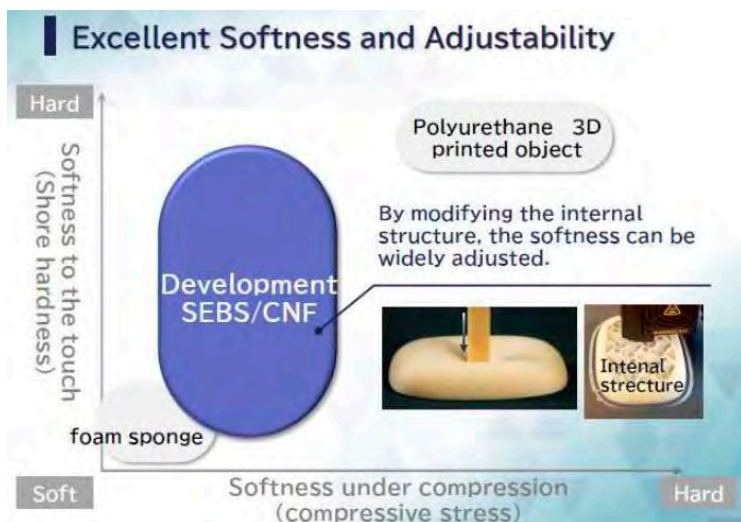 Excellent Softness and Adjustability
Hard
Softness to the touch
(Shore hardness)
Polyurethane 3D
printed object
By modifying the internal
structure, the softness can be
widely adjusted.
Development
SEBS/CNF
Intenal
strecture
foam sponge
Soft
Softness under compression
(compressive stress)
Hard